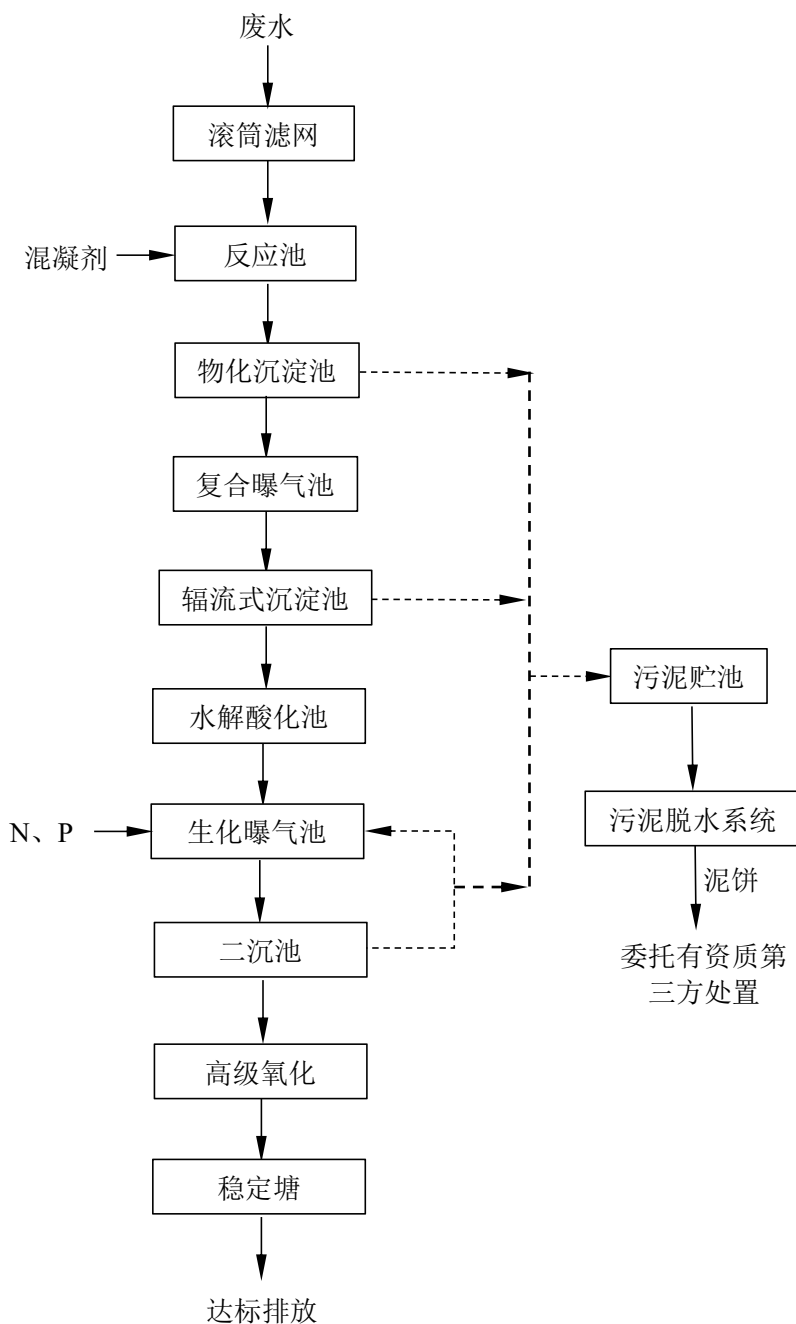 废水
滚筒滤网
混凝剂
反应池
物化沉淀池
复合曝气池
辐流式沉淀池
水解酸化池
污泥贮池
N、P
生化曝气池
污泥脱水系统
泥饼
二沉池
委托有资质第
三方处置
高级氧化
稳定塘
达标排放